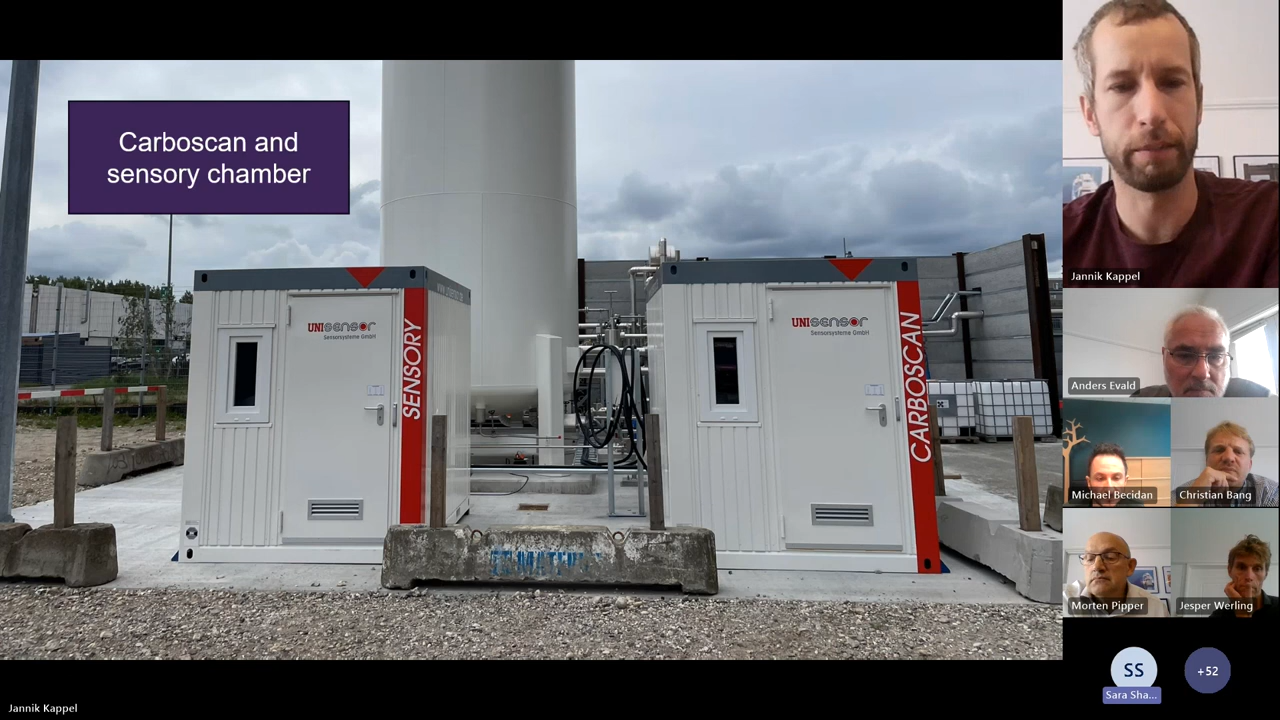 Carboscan and
sensory chamber
UNISENSOR
Sensorsysteme GmbH
SENSORY
UNISENSOR
Sensorsysteme GmbH
CARBOSCAN
Jannik Kappel
Anders Evald
Michael Becidan
Christian Bang
Morten Pipper
Jesper Werling
SS
+52
Sara Sha...
Jannik Kappel